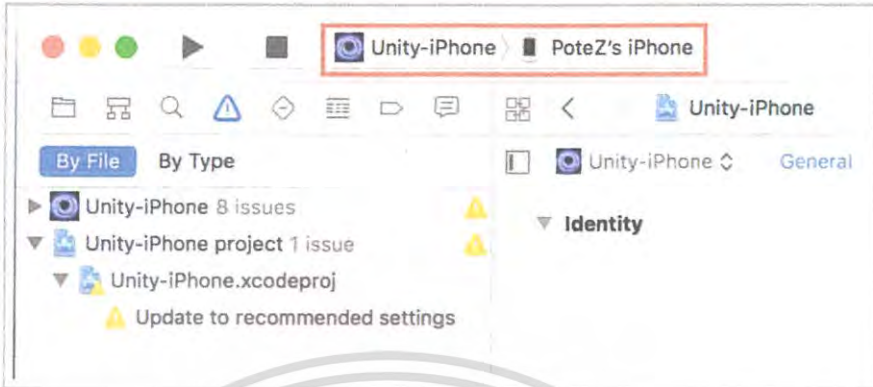 Unity-iPhone PoteZ's iPhone
Unity-iPhone
By File By Type
Unity-iPhone General
Unity-iPhone 8 issues
Identity
Unity-iPhone project 1 issue
Unity-iPhone.xcodeproj
Update to recommended settings